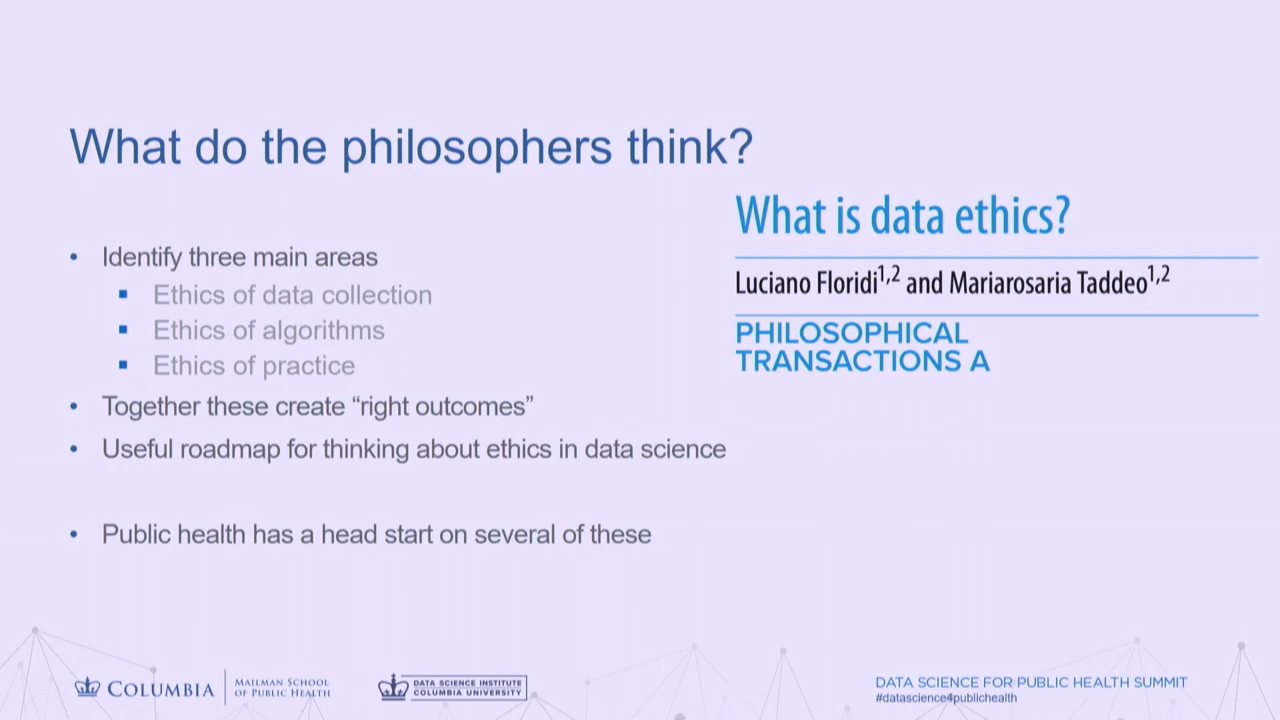 What do the philosophers think?
• Identify three main areas
▪ Ethics of data collection
▪ Ethics of algorithms
▪ Ethics of practice
• Together these create “right outcomes”
• Useful roadmap for thinking about ethics in data science
• Public health has a head start on several of these
What is data ethics?
Luciano Floridi1,2 and Mariarosaria Taddeo1,2
PHILOSOPHICAL
TRANSACTIONS A
COLUMBIA
MAILMAN SCHOOL
OF PUBLIC HEALTH
DATA SCIENCE INSTITUTE
COLUMBIA UNIVERSITY
DATA SCIENCE FOR PUBLIC HEALTH SUMMIT
#datascience4publichealth